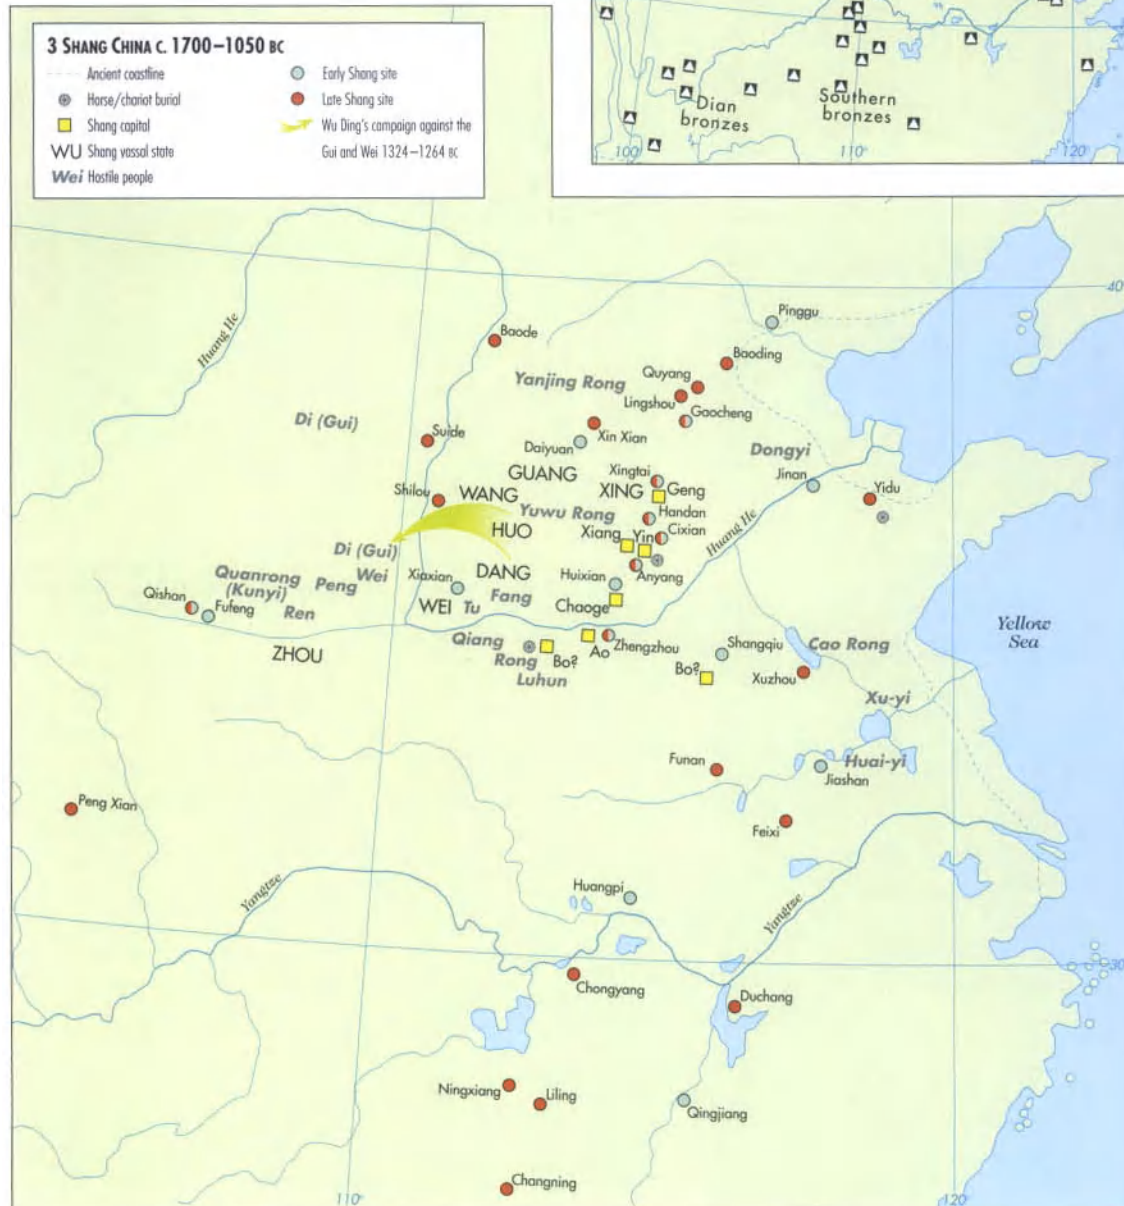 3 SHANG CHINA C. 1700–1050 BC
Ancient coastline
Horse/chariot burial
Shang capital
WU Shang vassal state
Wei Hostile people
Early Shang site
Late Shang site
Wu Ding's campaign against the
Gui and Wei 1324–1264 BC
Dian
bronzes
Southern
bronzes
100°
110°
120°
40°
Huang He
Baode
Pinggu
Baoding
Yanjing Rong
Quyang
Lingshou
Gaocheng
Di (Gui)
Suide
Xin Xian
Daiyuan
Dongyi
GUANG
Xingtai
Jinan
Yidu
Shilou
WANG
XING
Geng
Yuwu Rong
Handan
HUO
Xiang
Yin
Cixian
Huang He
Di (Gui)
Wei
Anyang
Quanrong
(Kunyi)
Peng
Xiaxian
DANG
Huixian
Qishan
Fufeng
Ren
WEI
Tu
Fang
Chaoge
ZHOU
Qiang
Rong
Luhun
Bo?
Ao
Zhengzhou
Shangqiu
Cao Rong
Yellow
Sea
Bo?
Xuzhou
Xu-yi
Funan
Huai-yi
Jiashan
Peng Xian
Feixi
Yangtze
Huangpi
Yangtze
30
Chongyang
Duchang
Ningxiang
Liling
Qingjiang
Changning
110°
120